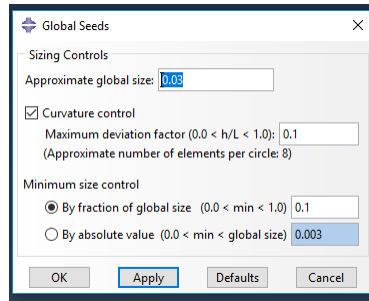 Global Seeds
Sizing Controls
Approximate global size: 0.03
Curvature control
Maximum deviation factor (0.0 < h/L < 1.0): 0.1
(Approximate number of elements per circle: 8)
Minimum size control
By fraction of global size (0.0 < min < 1.0) 0.1
By absolute value (0.0 < min < global size) 0.003
OK Apply Defaults Cancel